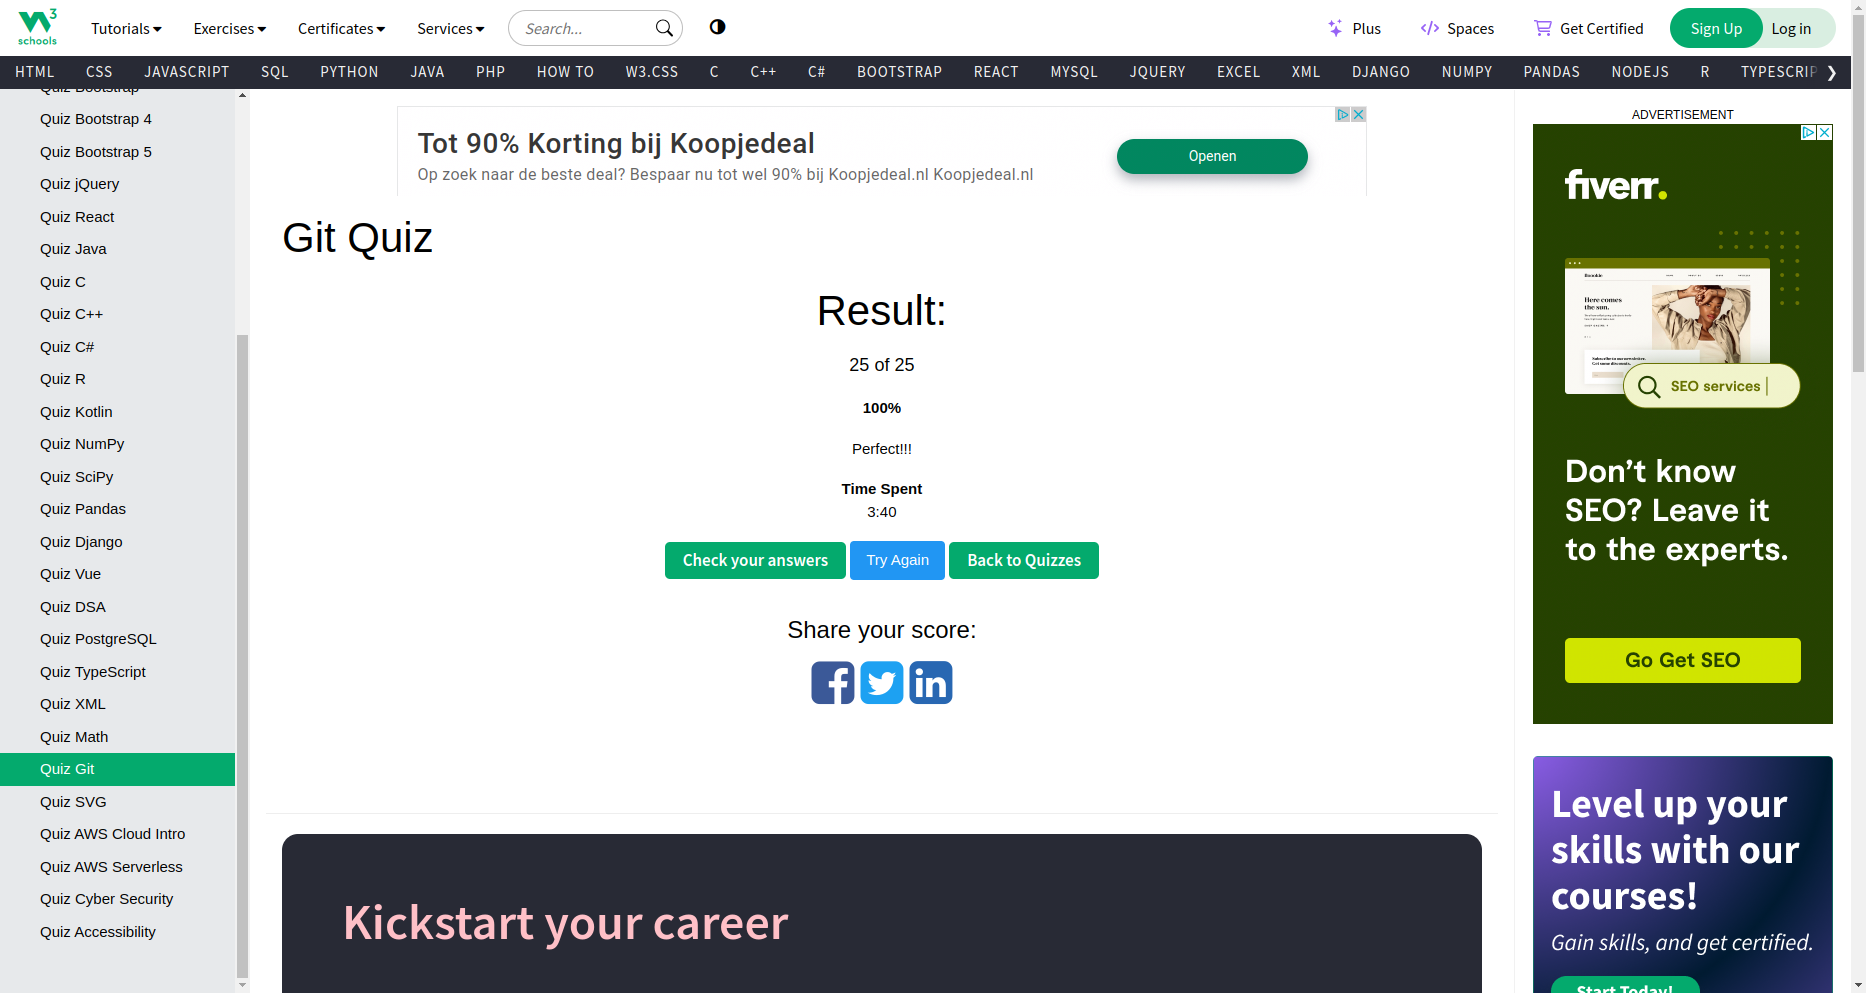 3
schools
Tutorials
Exercises
Certificates
Services
Search...
Plus
Spaces
Get Certified
Sign Up
Log in
HTML
CSS
JAVASCRIPT
SQL
PYTHON
JAVA
PHP
HOW TO
W3.CSS
C
C++
C#
BOOTSTRAP
REACT
MYSQL
JQUERY
EXCEL
XML
DJANGO
NUMPY
PANDAS
NODEJS
R
TYPESCRIP
Quiz Bootstrap
Quiz Bootstrap 4
Quiz Bootstrap 5
Quiz jQuery
Quiz React
Quiz Java
Quiz C
Quiz C++
Quiz C#
Quiz R
Quiz Kotlin
Quiz NumPy
Quiz SciPy
Quiz Pandas
Quiz Django
Quiz Vue
Quiz DSA
Quiz PostgreSQL
Quiz TypeScript
Quiz XML
Quiz Math
Quiz Git
Quiz SVG
Quiz AWS Cloud Intro
Quiz AWS Serverless
Quiz Cyber Security
Quiz Accessibility
Tot 90% Korting bij Koopjedeal
Op zoek naar de beste deal? Bespaar nu tot wel 90% bij Koopjedeal.nl Koopjedeal.nl
Openen
Git Quiz
Result:
25 of 25
100%
Perfect!!!
Time Spent
3:40
Check your answers
Try Again
Back to Quizzes
Share your score:
Kickstart your career
ADVERTISEMENT
fiverr.
Here comes
the sun.
SEO services
Don't know
SEO? Leave it
to the experts.
Go Get SEO
Level up your
skills with our
courses!
Gain skills, and get certified.
Start Today!